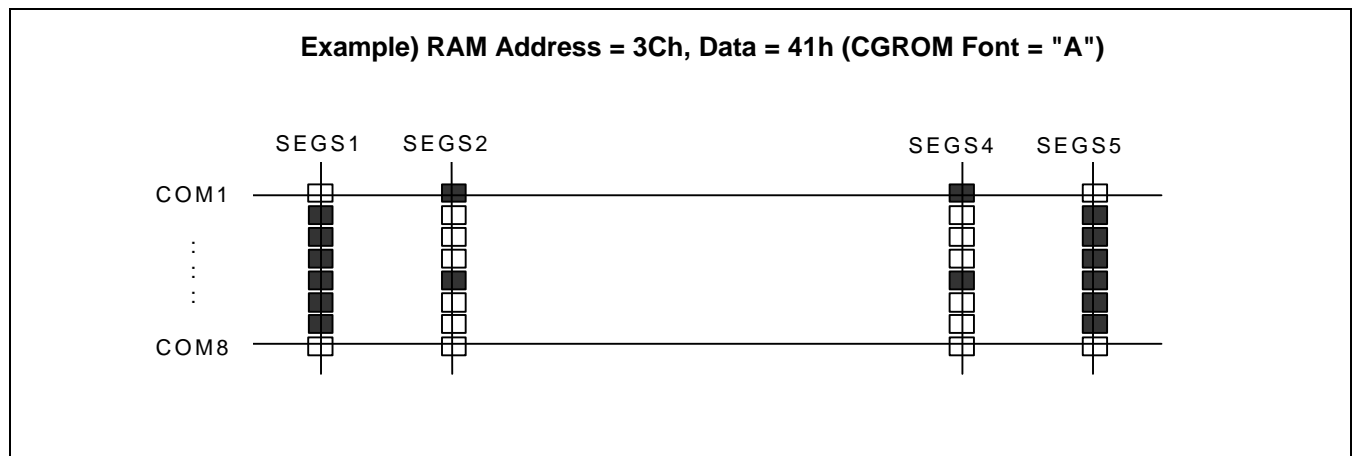 Example) RAM Address = 3Ch, Data = 41h (CGROM Font = "A")
SEGS1 SEGS2 SEGS4 SEGS5
COM1
:
:
:
COM8